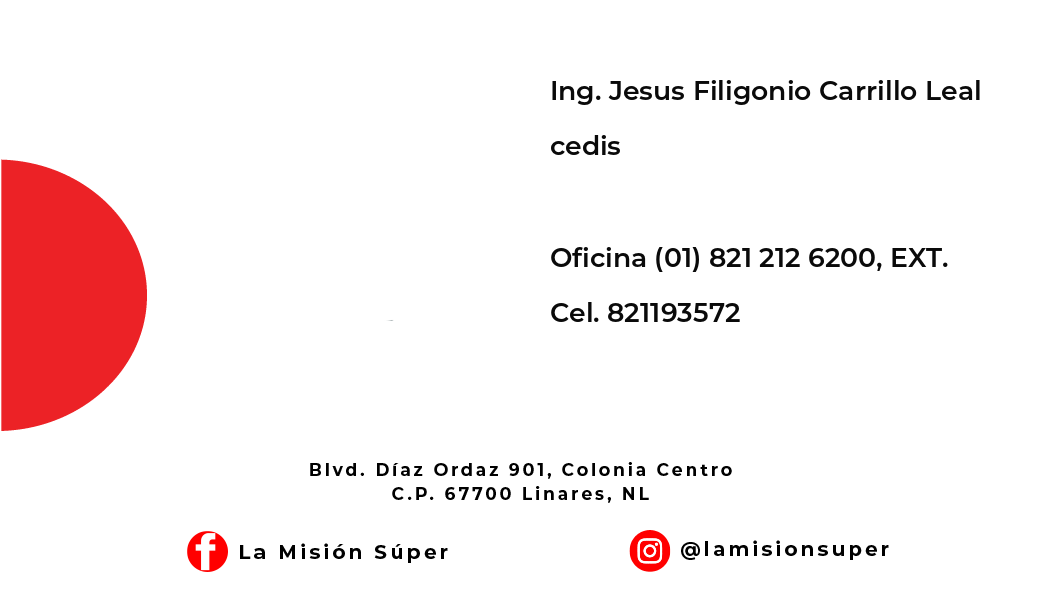 Ing. Jesus Filigonio Carrillo Leal
cedis
Oficina (01) 821 212 6200, EXT.
Cel. 821193572
Blvd. Díaz Ordaz 901, Colonia Centro
C.P. 67700 Linares, NL
La Misión Súper
@lamisionsuper